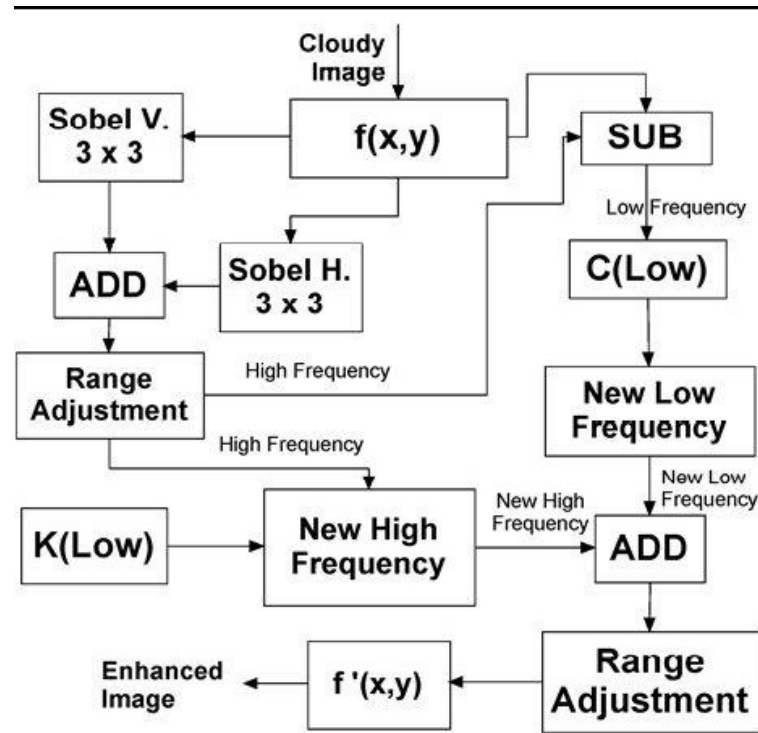 Cloudy
Image
f(x,y)
Sobel V.
3 x 3
SUB
Low Frequency
ADD
Sobel H.
3 x 3
C(Low)
Range
Adjustment
High Frequency
New Low
Frequency
High Frequency
K(Low)
New High
Frequency
New High
Frequency
New Low
Frequency
ADD
Enhanced
Image
f '(x,y)
Range
Adjustment